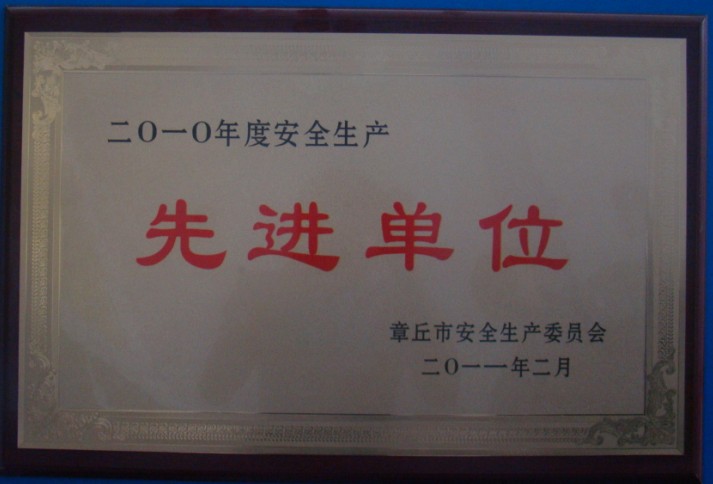 二〇一〇年度安全生产
先进单位
章丘市安全生产委员会
二〇一一年二月